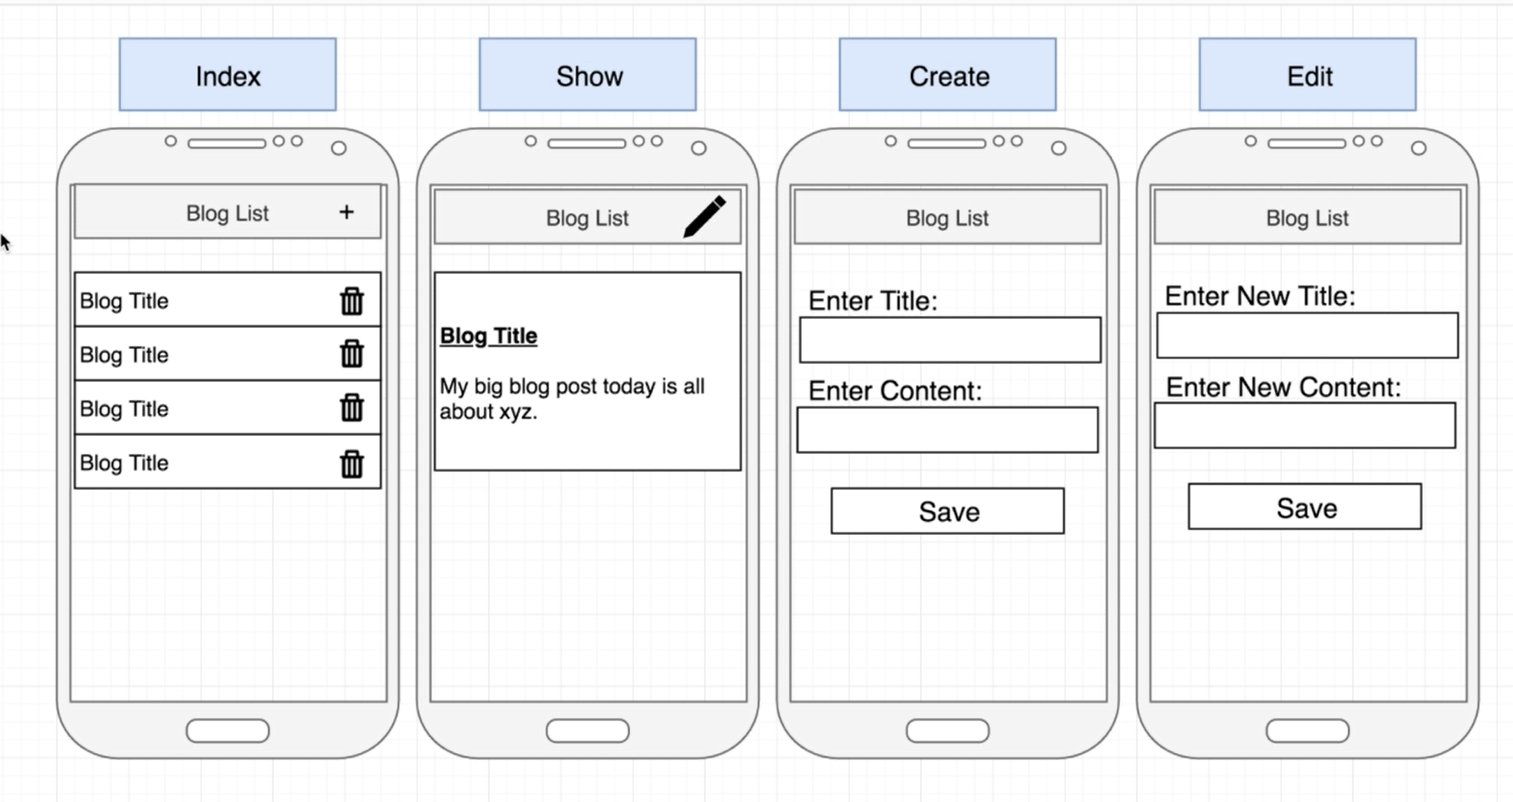 Index
Show
Create
Edit
Blog List +
Blog Title
Blog Title
Blog Title
Blog Title
Blog List
Blog Title
My big blog post today is all
about xyz.
Blog List
Enter Title:
Enter Content:
Save
Blog List
Enter New Title:
Enter New Content:
Save